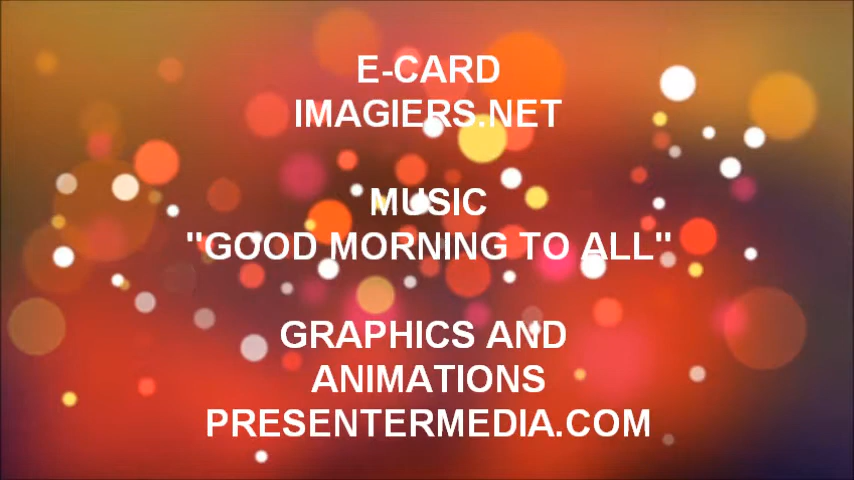 E-CARD
IMAGIERS.NET
MUSIC
"GOOD MORNING TO ALL"
GRAPHICS AND
ANIMATIONS
PRESENTERMEDIA.COM